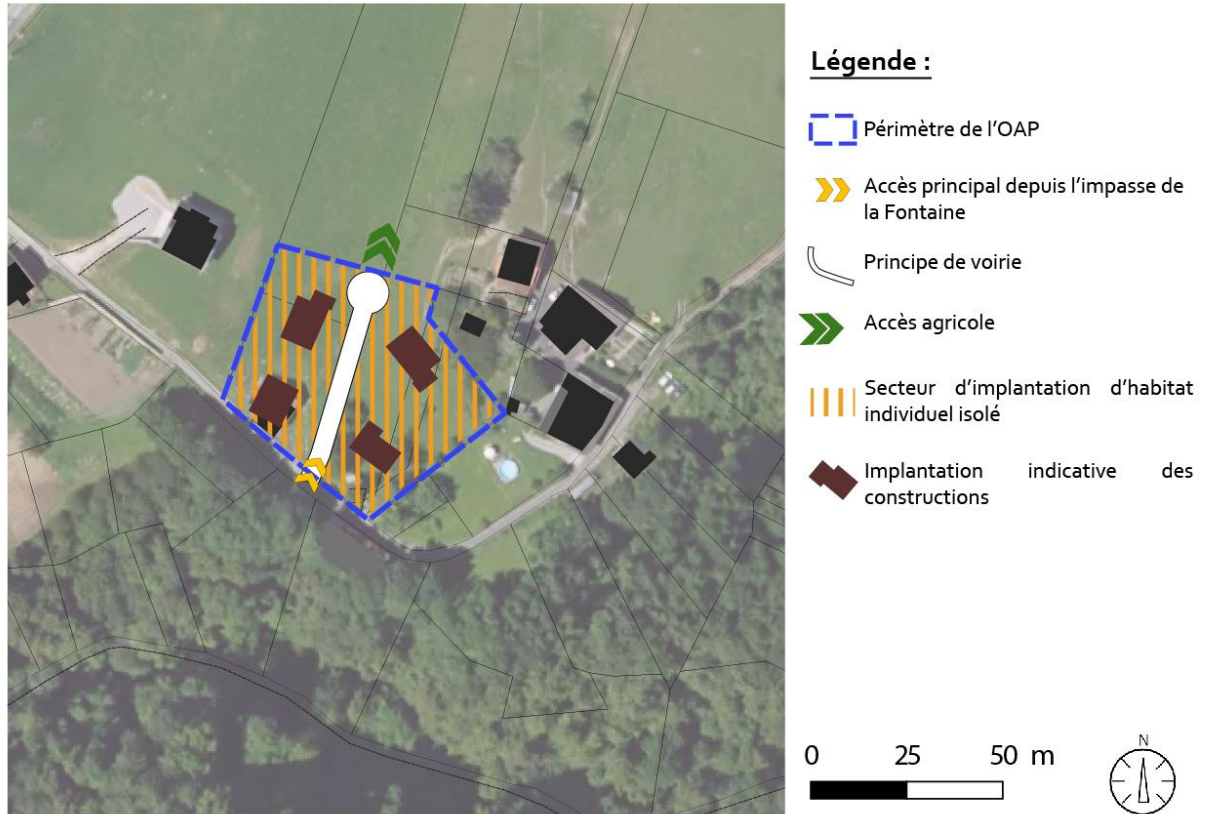 Légende :
Périmètre de l’OAP
Accès principal depuis l’impasse de
la Fontaine
Principe de voirie
Accès agricole
Secteur d’implantation d’habitat
individuel isolé
Implantation indicative des
constructions
0 25 50 m
N